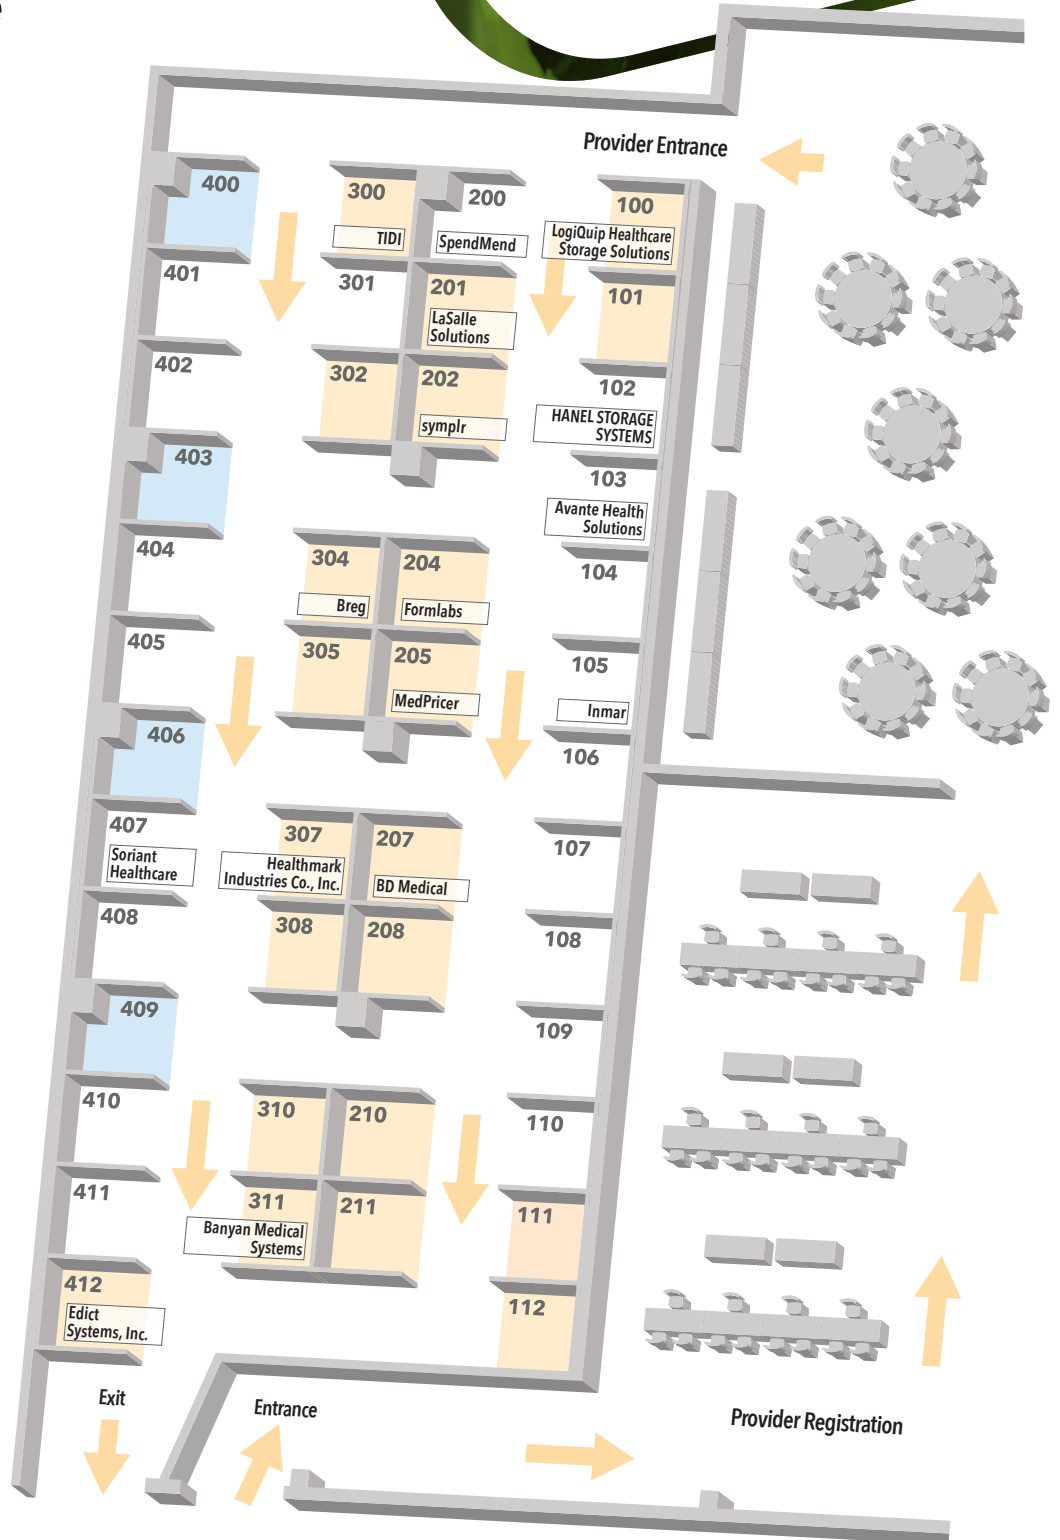 Provider Entrance
400
300
TIDI
200
SpendMend
100
LogiQuip Healthcare
Storage Solutions
401
301
201
LaSalle
Solutions
101
402
302
202
symplr
102
HANEL STORAGE
SYSTEMS
403
103
Avante Health
Solutions
404
304
Breg
204
Formlabs
104
405
305
205
MedPricer
105
Inmar
406
106
407
Soriant
Healthcare
307
Healthmark
Industries Co., Inc.
207
BD Medical
107
408
308
208
108
409
109
410
310
210
110
411
311
Banyan Medical
Systems
211
111
412
Edict
Systems, Inc.
112
Exit
Entrance
Provider Registration